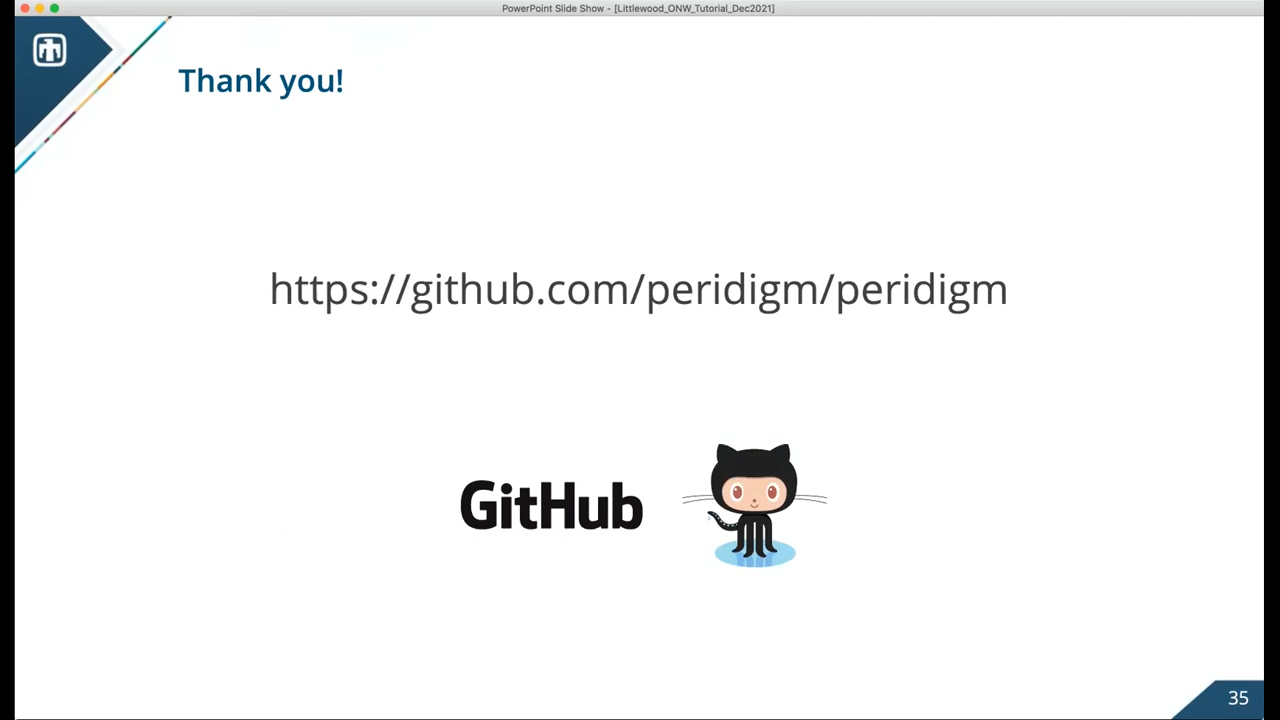 PowerPoint Slide Show - [Littlewood_ONW_Tutorial_Dec2021]
Thank you!
https://github.com/peridigm/peridigm
GitHub
35